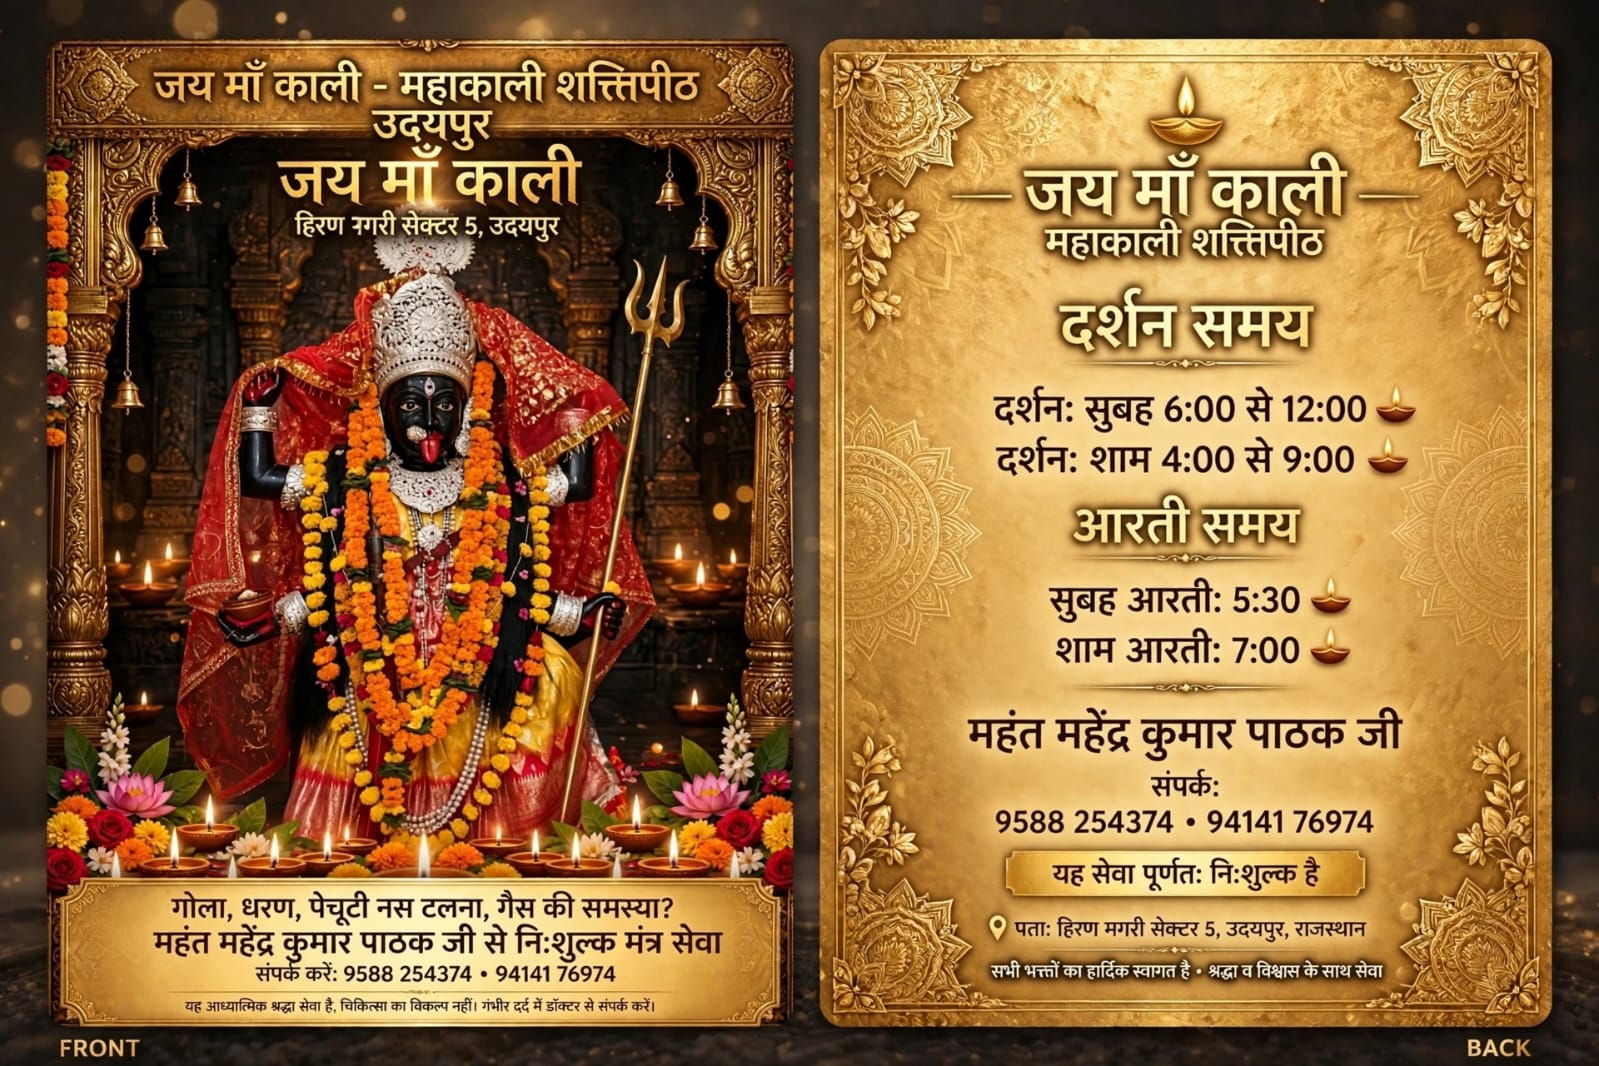 जय माँ काली - महाकाली शक्तिपीठ
उदयपुर
जय माँ काली
हिरण मगरी सेक्टर 5, उदयपुर
गोला, धरण, पेचूटी नस टलना, गैस की समस्या?
महंत महेंद्र कुमार पाठक जी से नि:शुल्क मंत्र सेवा
संपर्क करें: 9588 254374 • 94141 76974
यह आध्यात्मिक श्रद्धा सेवा है, चिकित्सा का विकल्प नहीं। गंभीर दर्द में डॉक्टर से संपर्क करें।
FRONT
जय माँ काली
महाकाली शक्तिपीठ
दर्शन समय
दर्शन: सुबह 6:00 से 12:00
दर्शन: शाम 4:00 से 9:00
आरती समय
सुबह आरती: 5:30
शाम आरती: 7:00
महंत महेंद्र कुमार पाठक जी
संपर्क:
9588 254374 • 94141 76974
यह सेवा पूर्णत: नि:शुल्क है
पता: हिरण मगरी सेक्टर 5, उदयपुर, राजस्थान
सभी भक्तों का हार्दिक स्वागत है • श्रद्धा व विश्वास के साथ सेवा
BACK